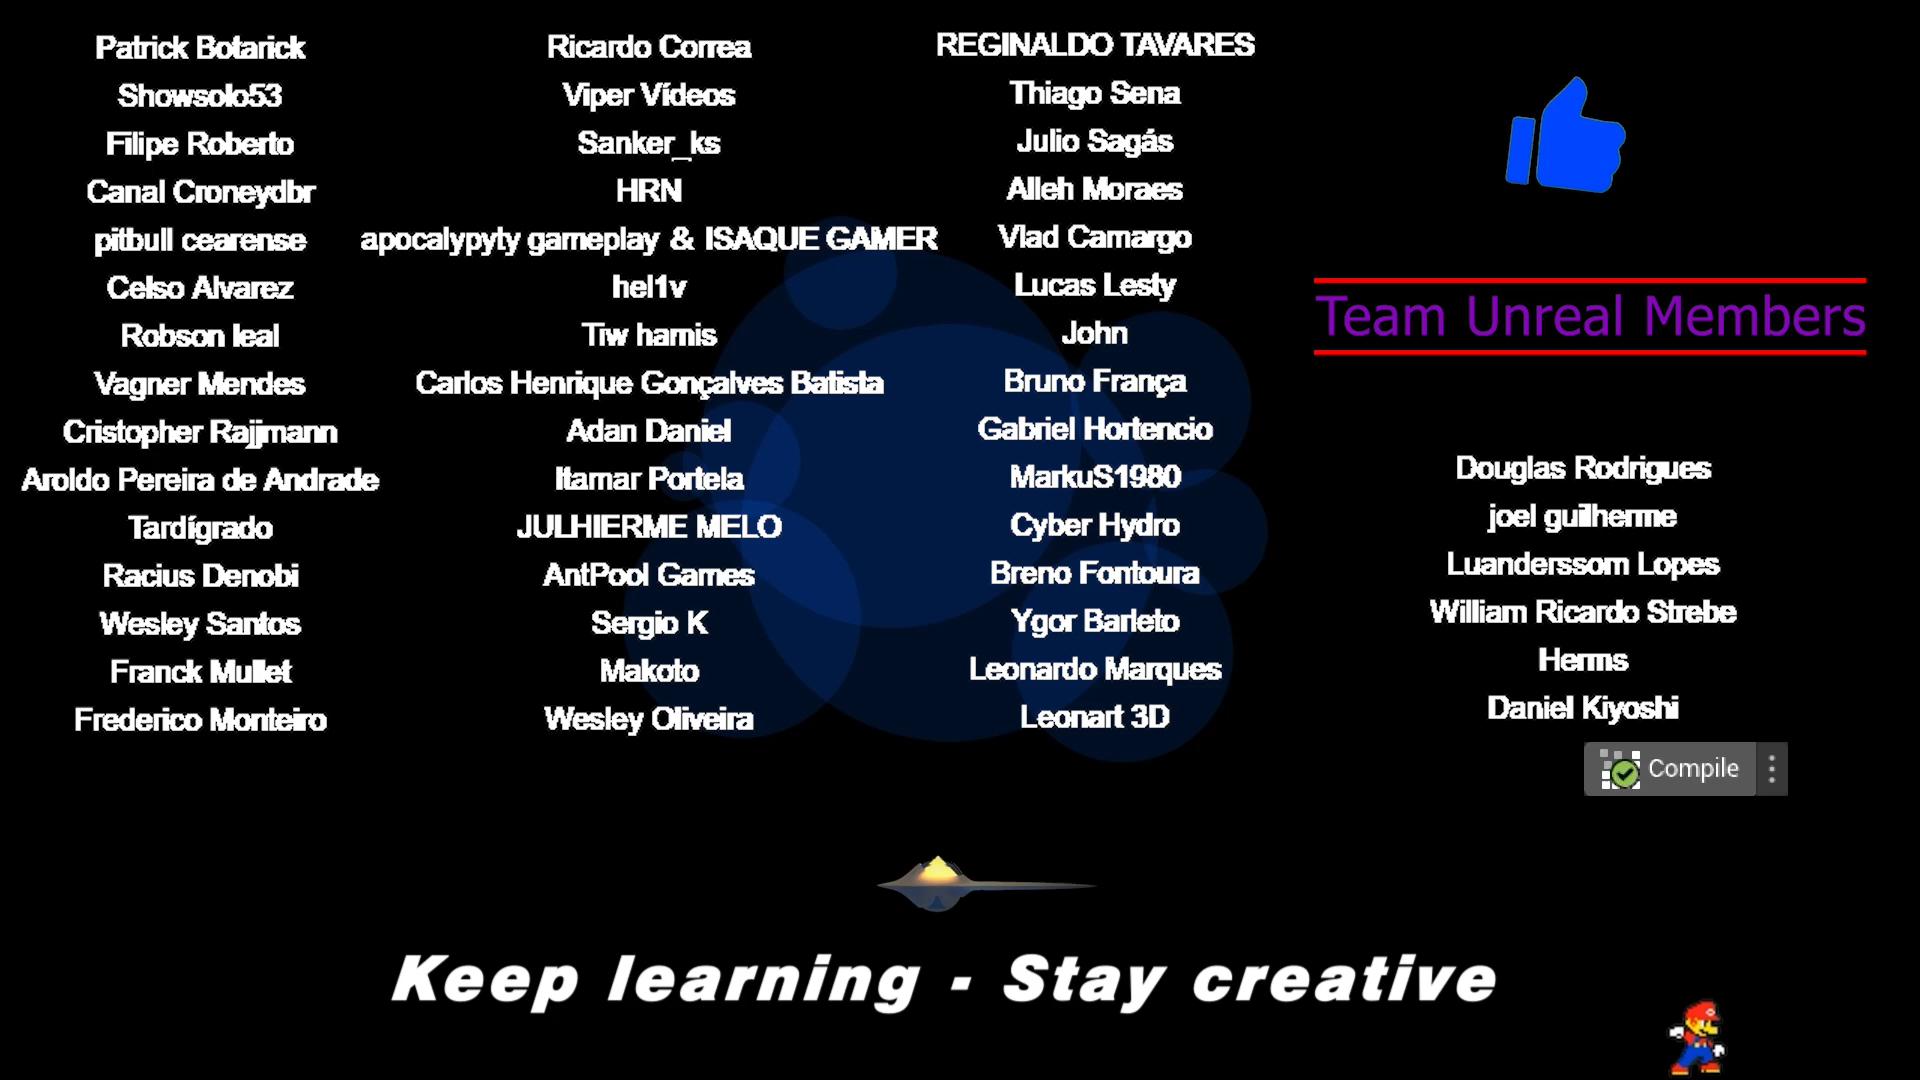 Patrick Botarick
Showsolo53
Filipe Roberto
Canal Croneydbr
pitbull cearense
Celso Alvarez
Robson leal
Vagner Mendes
Cristopher Rajjmann
Aroldo Pereira de Andrade
Tardígrado
Racius Denobi
Wesley Santos
Franck Mullet
Frederico Monteiro
Ricardo Correa
Viper Vídeos
Sanker_ks
HRN
apocalypyty gameplay & ISAQUE GAMER
hel1v
Tiw harnis
Carlos Henrique Gonçalves Batista
Adan Daniel
Itamar Portela
JULHIERME MELO
AntPool Games
Sergio K
Makoto
Wesley Oliveira
REGINALDO TAVARES
Thiago Sena
Julio Sagás
Alleh Moraes
Vlad Camargo
Lucas Lesty
John
Bruno França
Gabriel Hortencio
MarkuS1980
Cyber Hydro
Breno Fontoura
Ygor Barleto
Leonardo Marques
Leonart 3D
Team Unreal Members
Douglas Rodrigues
joel guilherme
Luanderssom Lopes
William Ricardo Strebe
Herms
Daniel Kiyoshi
Compile
Keep learning - Stay creative